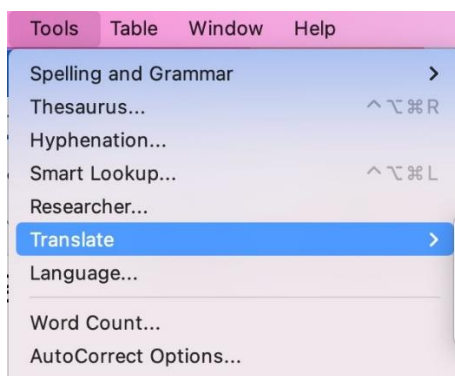 Tools Table Window Help
Spelling and Grammar >
Thesaurus... ^⌥⌘R
Hyphenation...
Smart Lookup... ^⌥⌘L
Researcher...
Translate >
Language...
Word Count...
AutoCorrect Options...